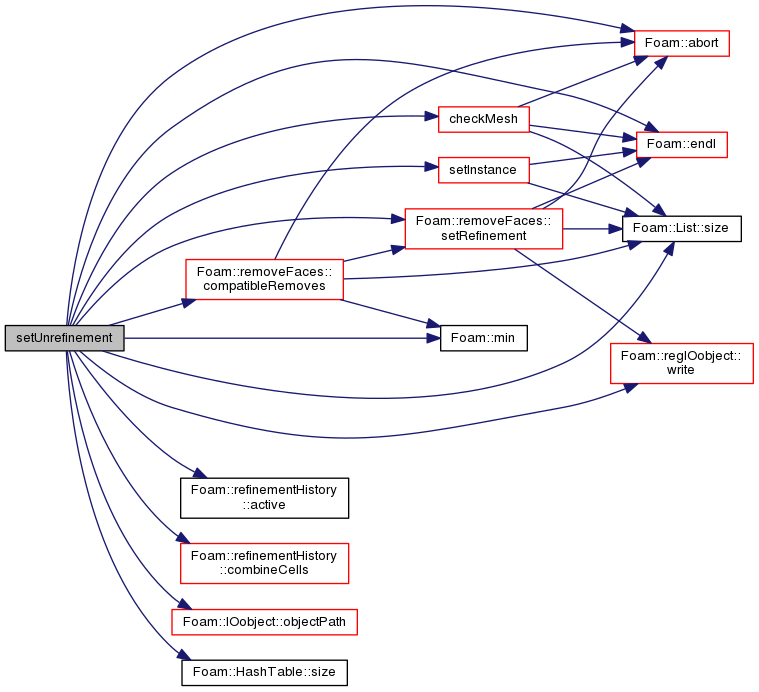 Foam::abort
checkMesh
Foam::endl
setInstance
Foam::removeFaces::
setRefinement
Foam::List::size
Foam::removeFaces::
compatibleRemoves
setUnrefinement
Foam::min
Foam::regIOobject::
write
Foam::refinementHistory
::active
Foam::refinementHistory
::combineCells
Foam::IOobject::objectPath
Foam::HashTable::size